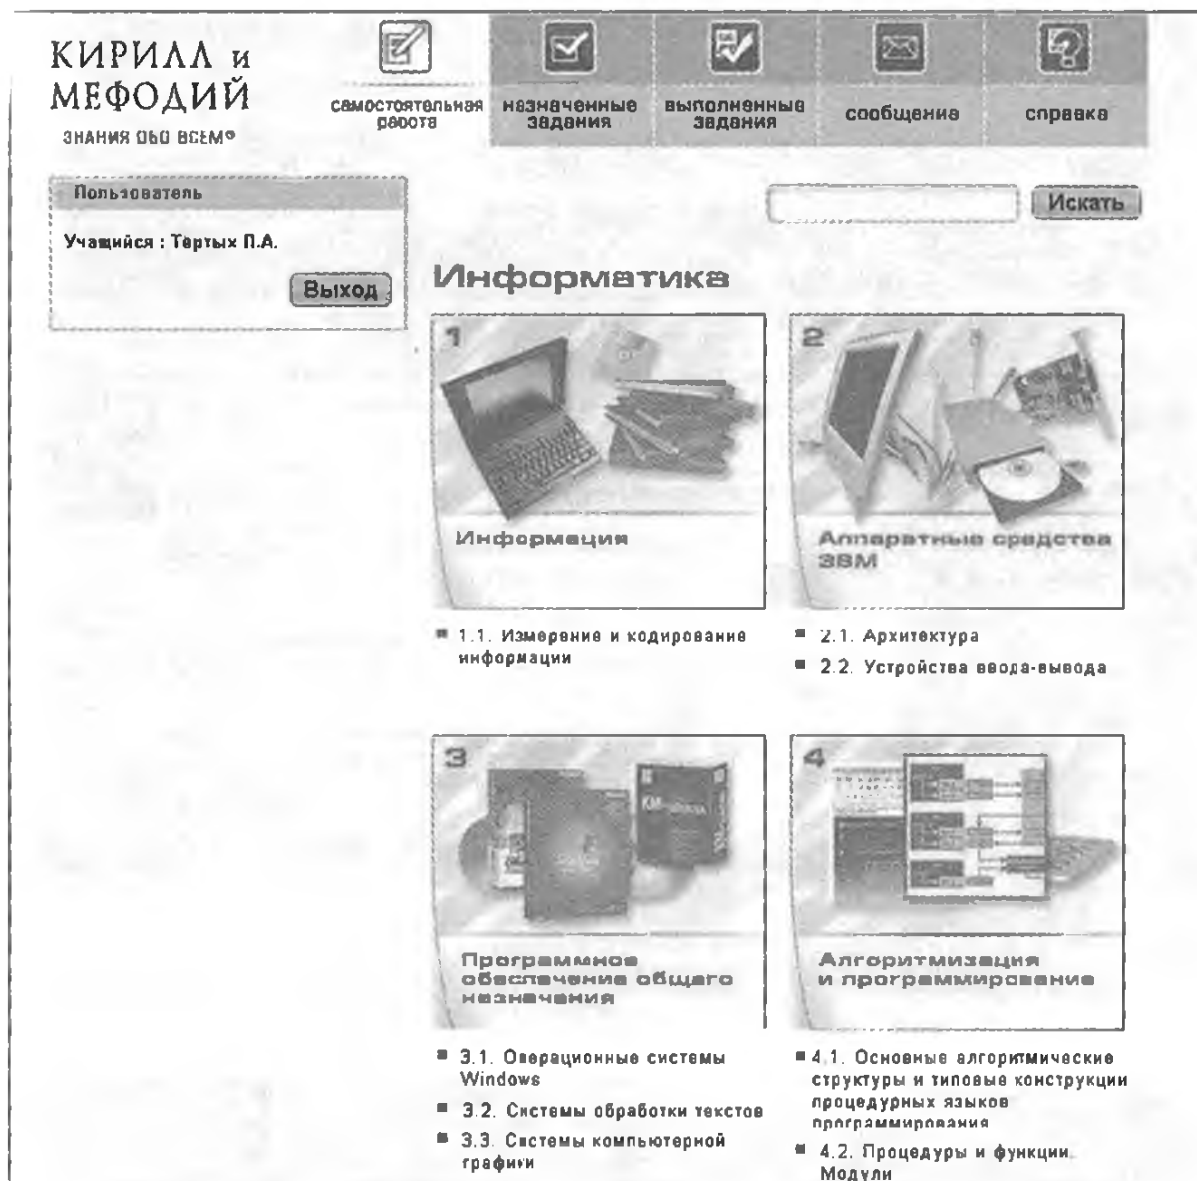 КИРИЛЛ и
МЕФОДИЙ
ЗНАНИЯ ОБО ВСЕМ®
самостоятельная
работа
назначенные
задания
выполненные
задания
сообщение
справка
Пользователь
Учащийся : Тертых П.А.
Выход
Искать
Информатика
1
Информация
1.1. Измерение и кодирование
информации
2
Аппаратные средства
ЭВМ
2.1. Архитектура
2.2. Устройства ввода-вывода
3
Программное
обеспечение общего
назначения
3.1. Операционные системы
Windows
3.2. Системы обработки текстов
3.3. Системы компьютерной
графики
4
Алгоритмизация
и программирование
4.1. Основные алгоритмические
структуры и типовые конструкции
процедурных языков
программирования
4.2. Процедуры и функции.
Модули